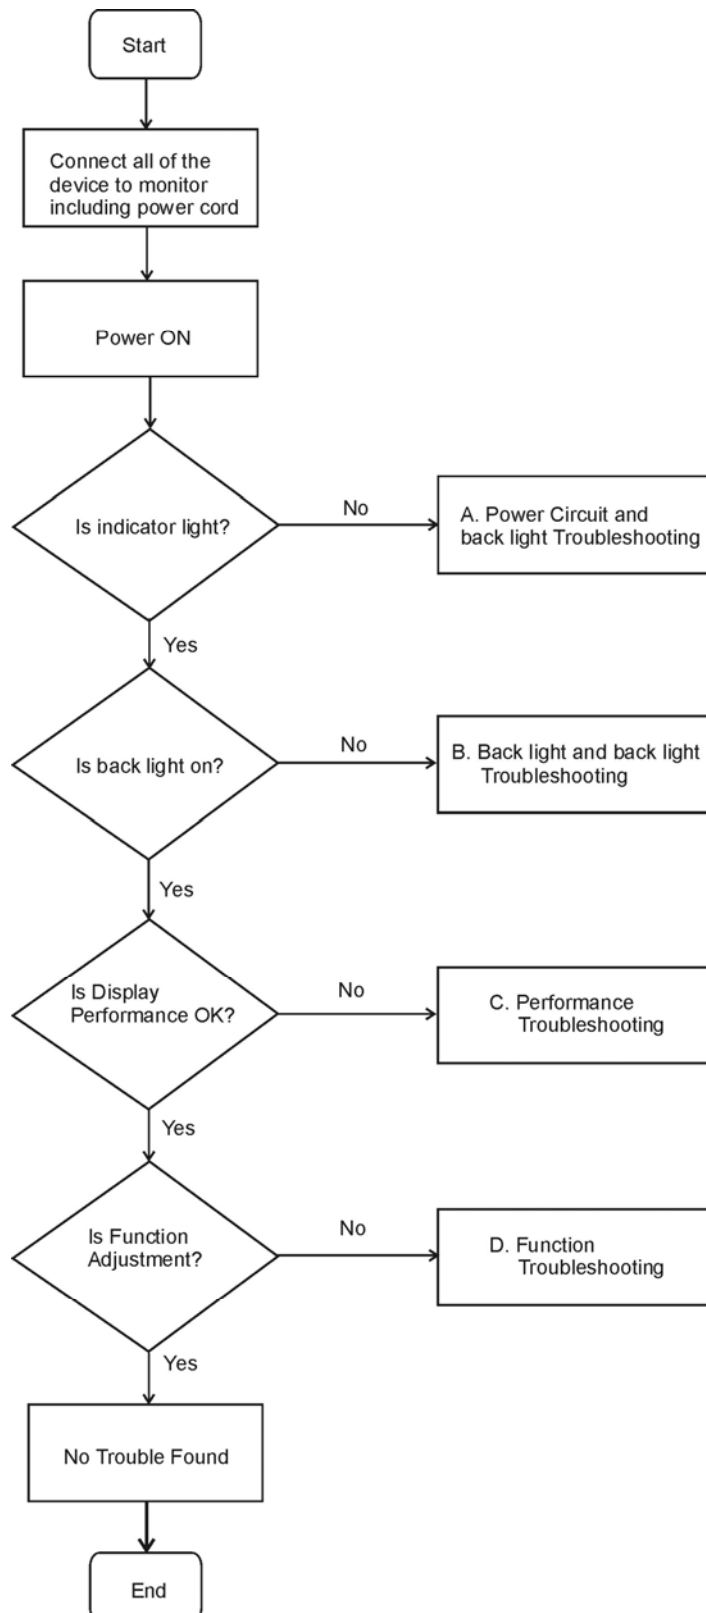 Start
Connect all of the
device to monitor
including power cord
Power ON
Is indicator light?
No
A. Power Circuit and
back light Troubleshooting
Yes
Is back light on?
No
B. Back light and back light
Troubleshooting
Yes
Is Display
Performance OK?
No
C. Performance
Troubleshooting
Yes
Is Function
Adjustment?
No
D. Function
Troubleshooting
Yes
No Trouble Found
End